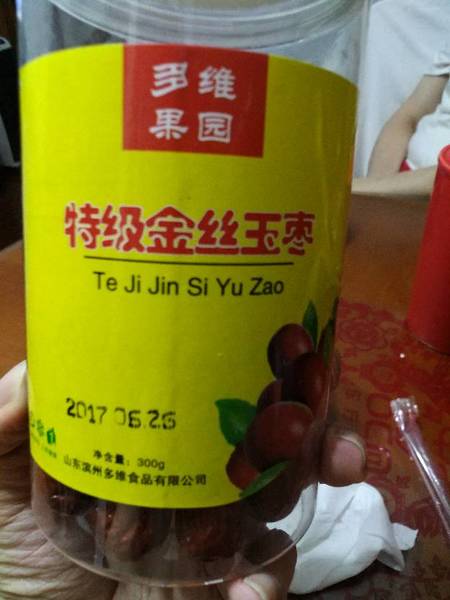 多维
果园
特级金丝玉枣
Te Ji Jin Si Yu Zao
2017 06.26
净含量：300g
山东滨州多维食品有限公司